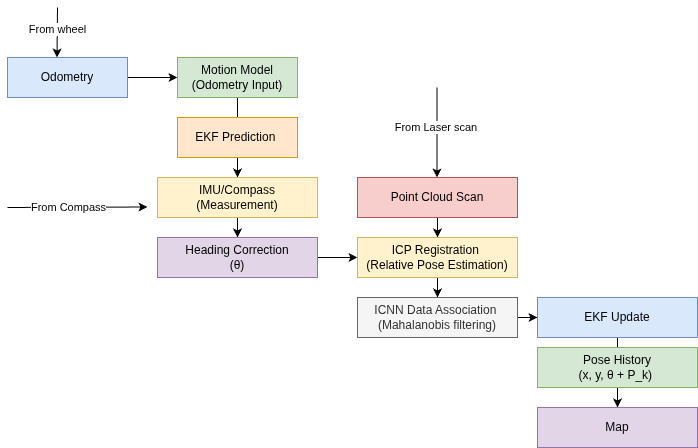 From wheel
Odometry
Motion Model
(Odometry Input)
EKF Prediction
From Laser scan
From Compass
IMU/Compass
(Measurement)
Point Cloud Scan
Heading Correction
(θ)
ICP Registration
(Relative Pose Estimation)
ICNN Data Association
(Mahalanobis filtering)
EKF Update
Pose History
(x, y, θ + P_k)
Map